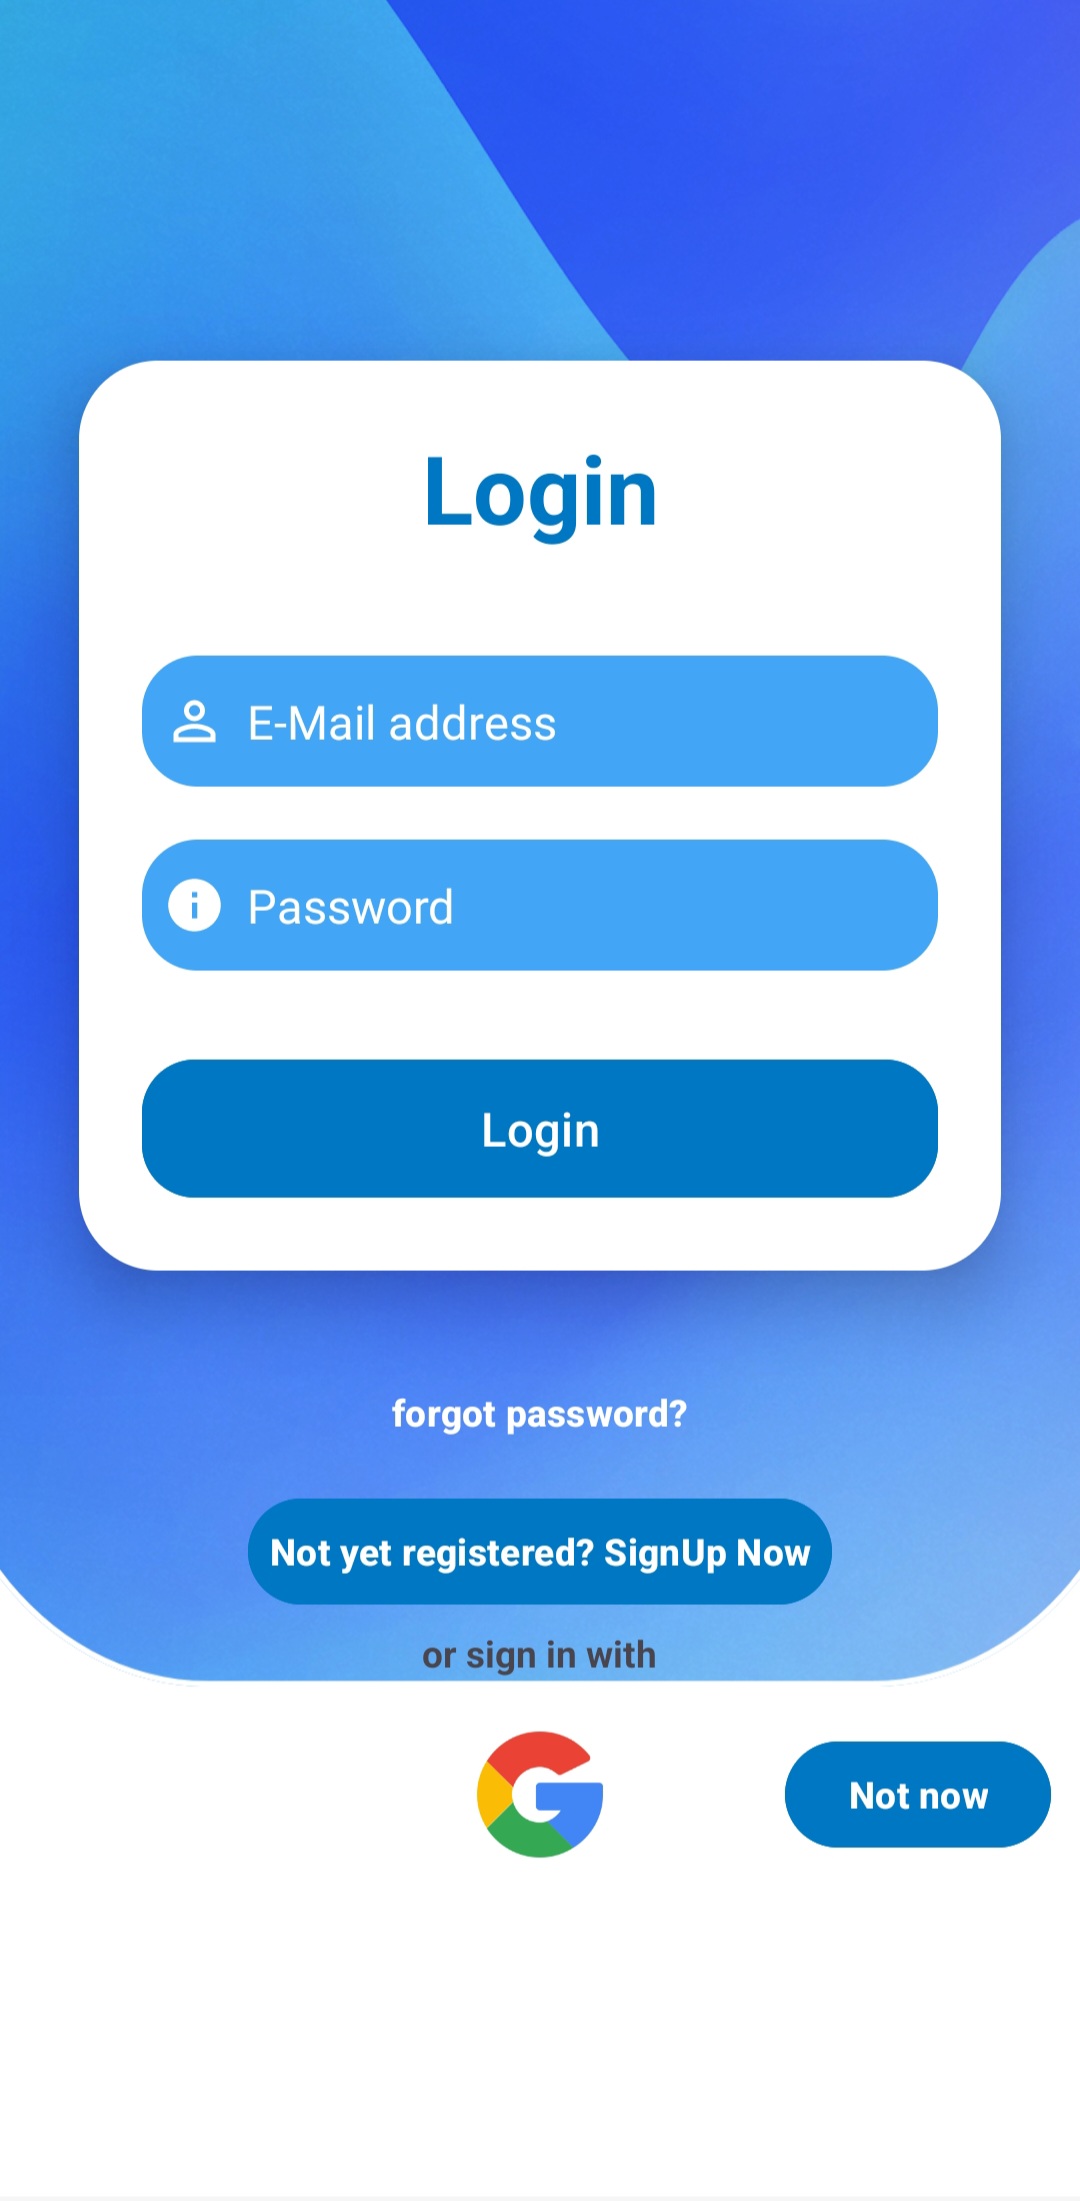 Login
E-Mail address
Password
Login
forgot password?
Not yet registered? SignUp Now
or sign in with
Not now